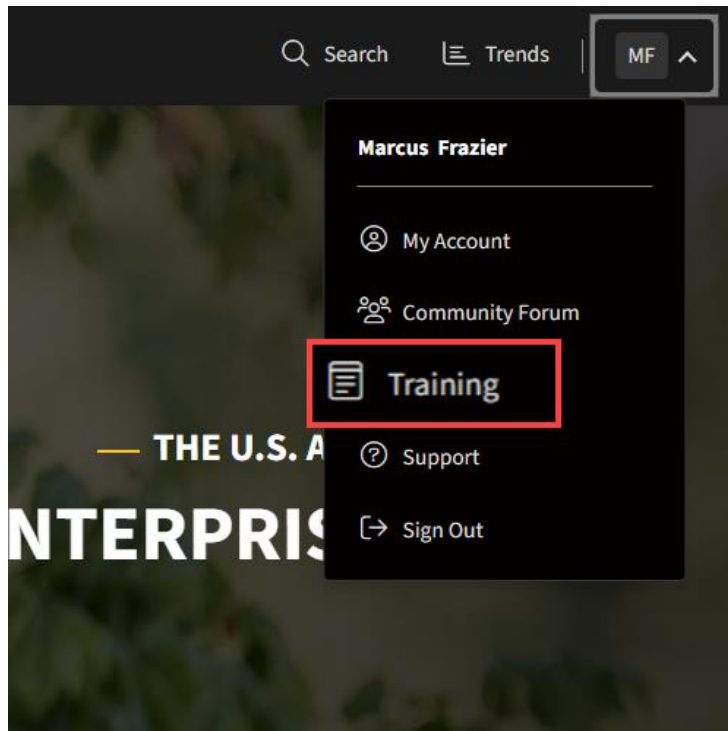 Search Trends MF
Marcus Frazier
My Account
Community Forum
Training
THE U.S. A
Support
NTERPRIS
Sign Out